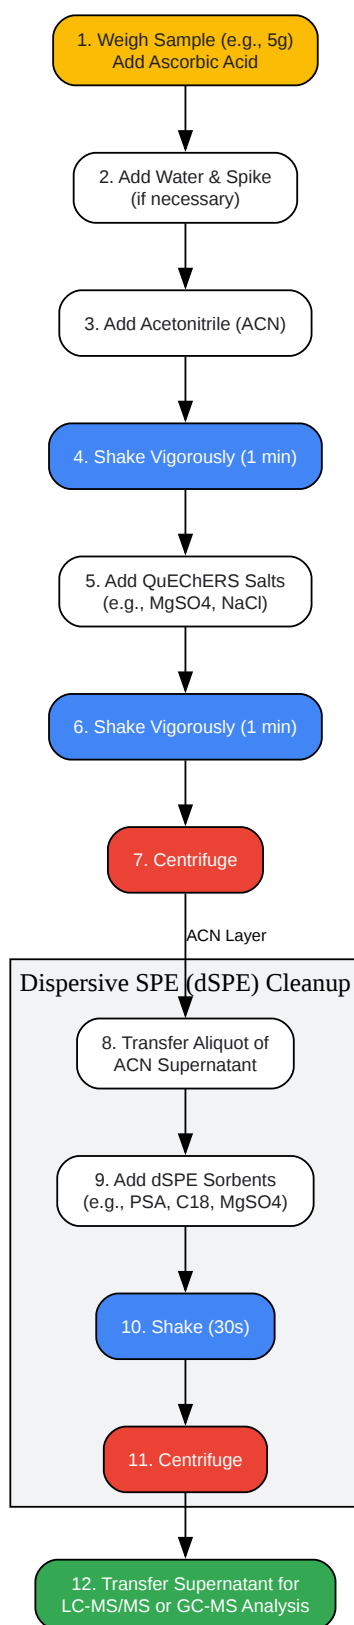 1. Weigh Sample (e.g., 5g)
Add Ascorbic Acid
2. Add Water & Spike
(if necessary)
3. Add Acetonitrile (ACN)
4. Shake Vigorously (1 min)
5. Add QuEChERS Salts
(e.g., MgSO4, NaCl)
6. Shake Vigorously (1 min)
7. Centrifuge
ACN Layer
Dispersive SPE (dSPE) Cleanup
8. Transfer Aliquot of
ACN Supernatant
9. Add dSPE Sorbents
(e.g., PSA, C18, MgSO4)
10. Shake (30s)
11. Centrifuge
12. Transfer Supernatant for
LC-MS/MS or GC-MS Analysis